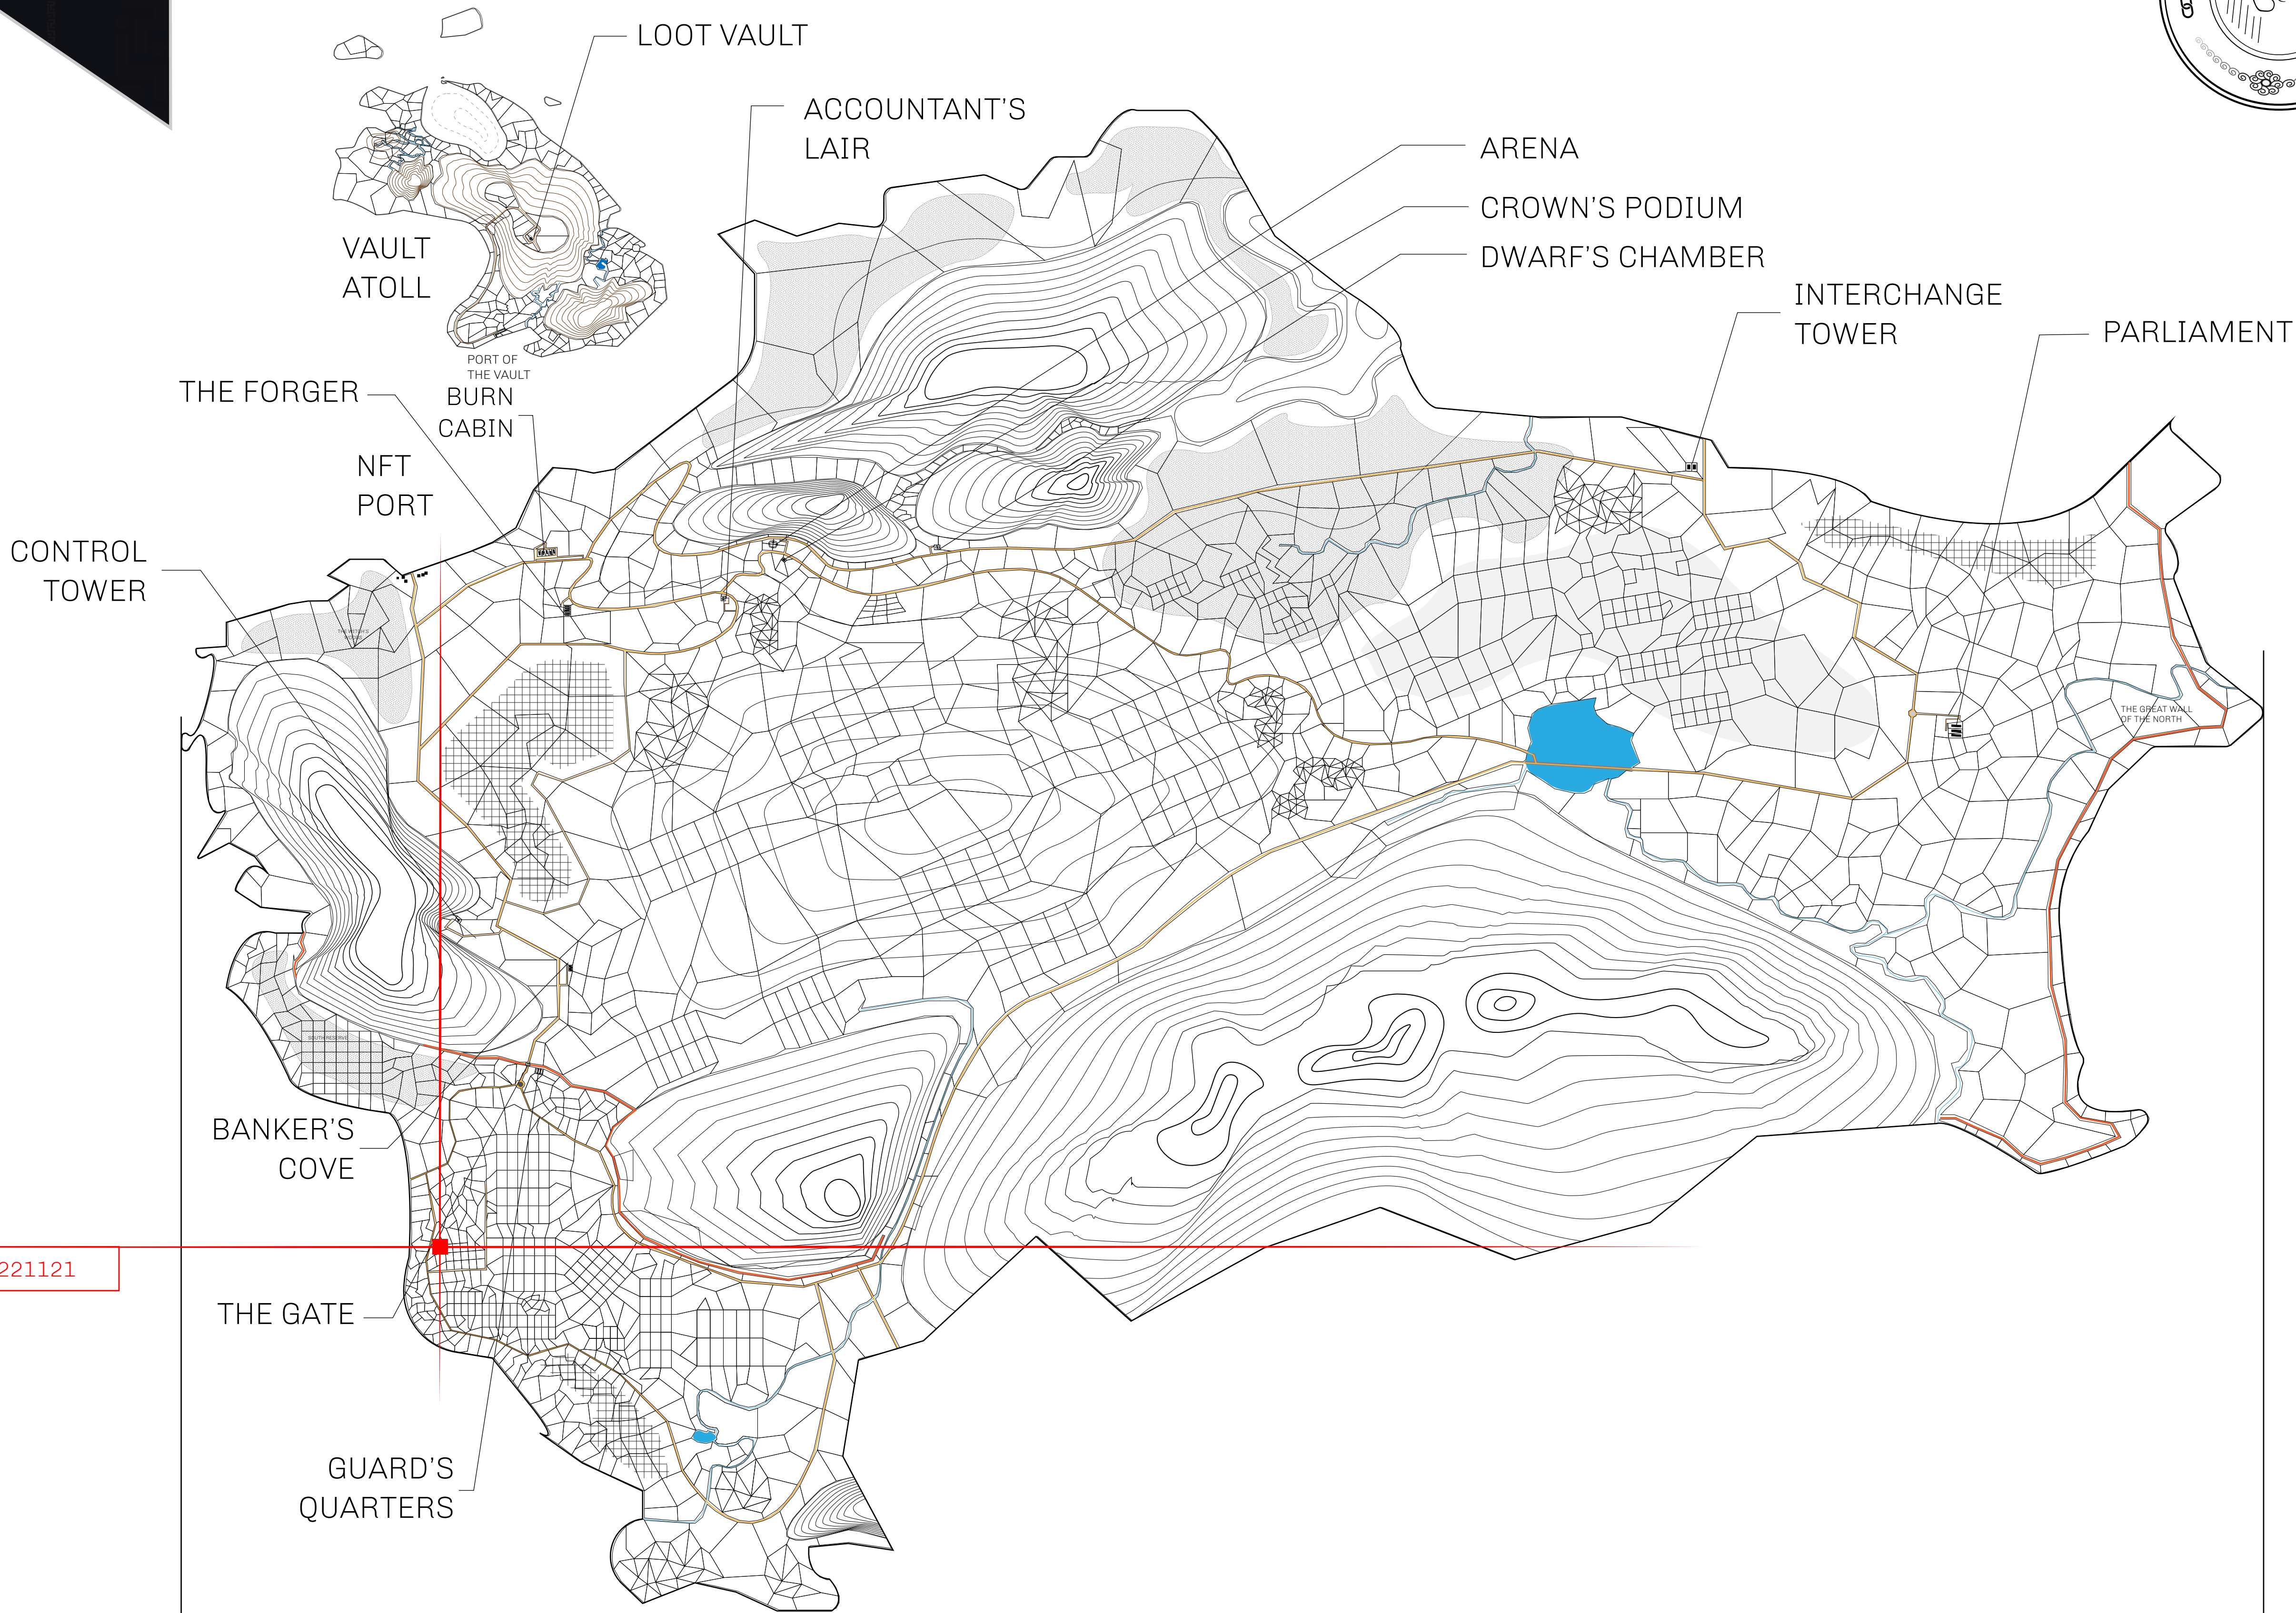 LOOT VAULT
ACCOUNTANT'S
LAIR
ARENA
CROWN'S PODIUM
DWARF'S CHAMBER
VAULT
ATOLL
INTERCHANGE
TOWER
PARLIAMENT
PORT OF
THE VAULT
THE FORGER
BURN
CABIN
NFT
PORT
CONTROL
TOWER
THE GREAT WALL
OF THE NORTH
SOUTH RESERVE
BANKER'S
COVE
221121
THE GATE
GUARD'S
QUARTERS